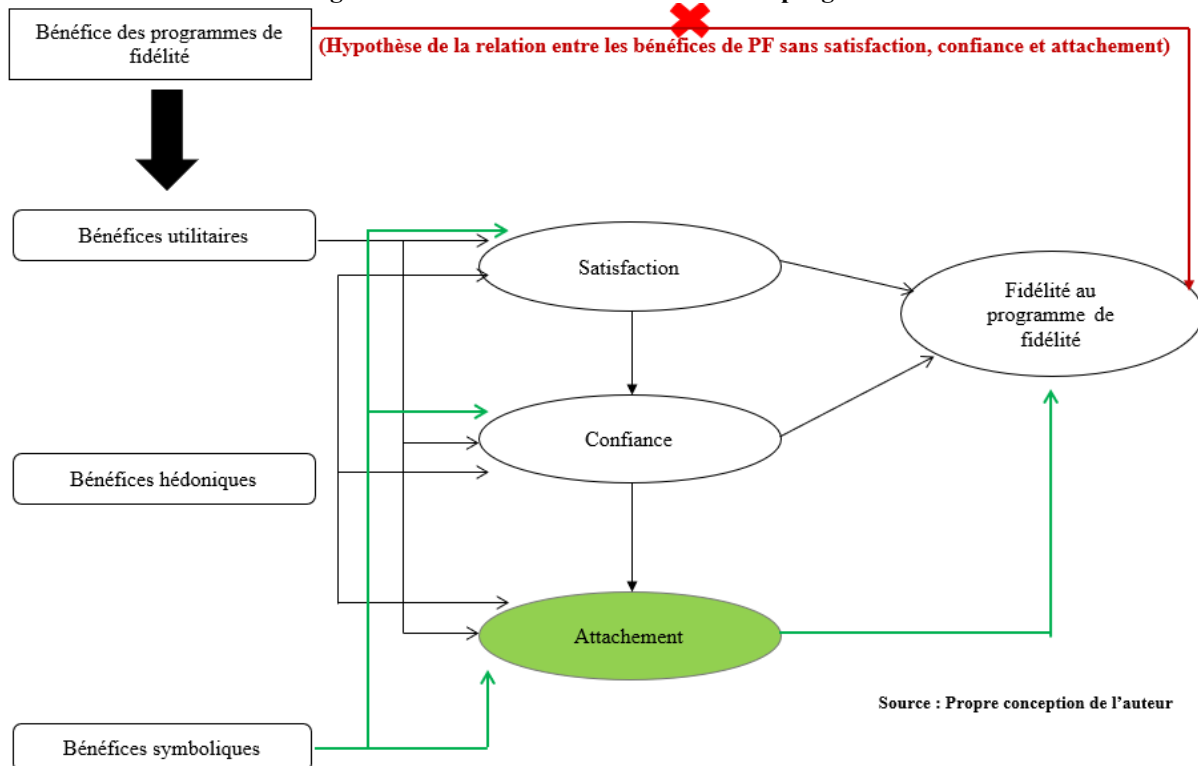 Bénéfice des programmes de
fidélité
(Hypothèse de la relation entre les bénéfices de PF sans satisfaction, confiance et attachement)
Bénéfices utilitaires
Satisfaction
Fidélité au
programme de
fidélité
Confiance
Bénéfices hédoniques
Attachement
Source : Propre conception de l’auteur
Bénéfices symboliques